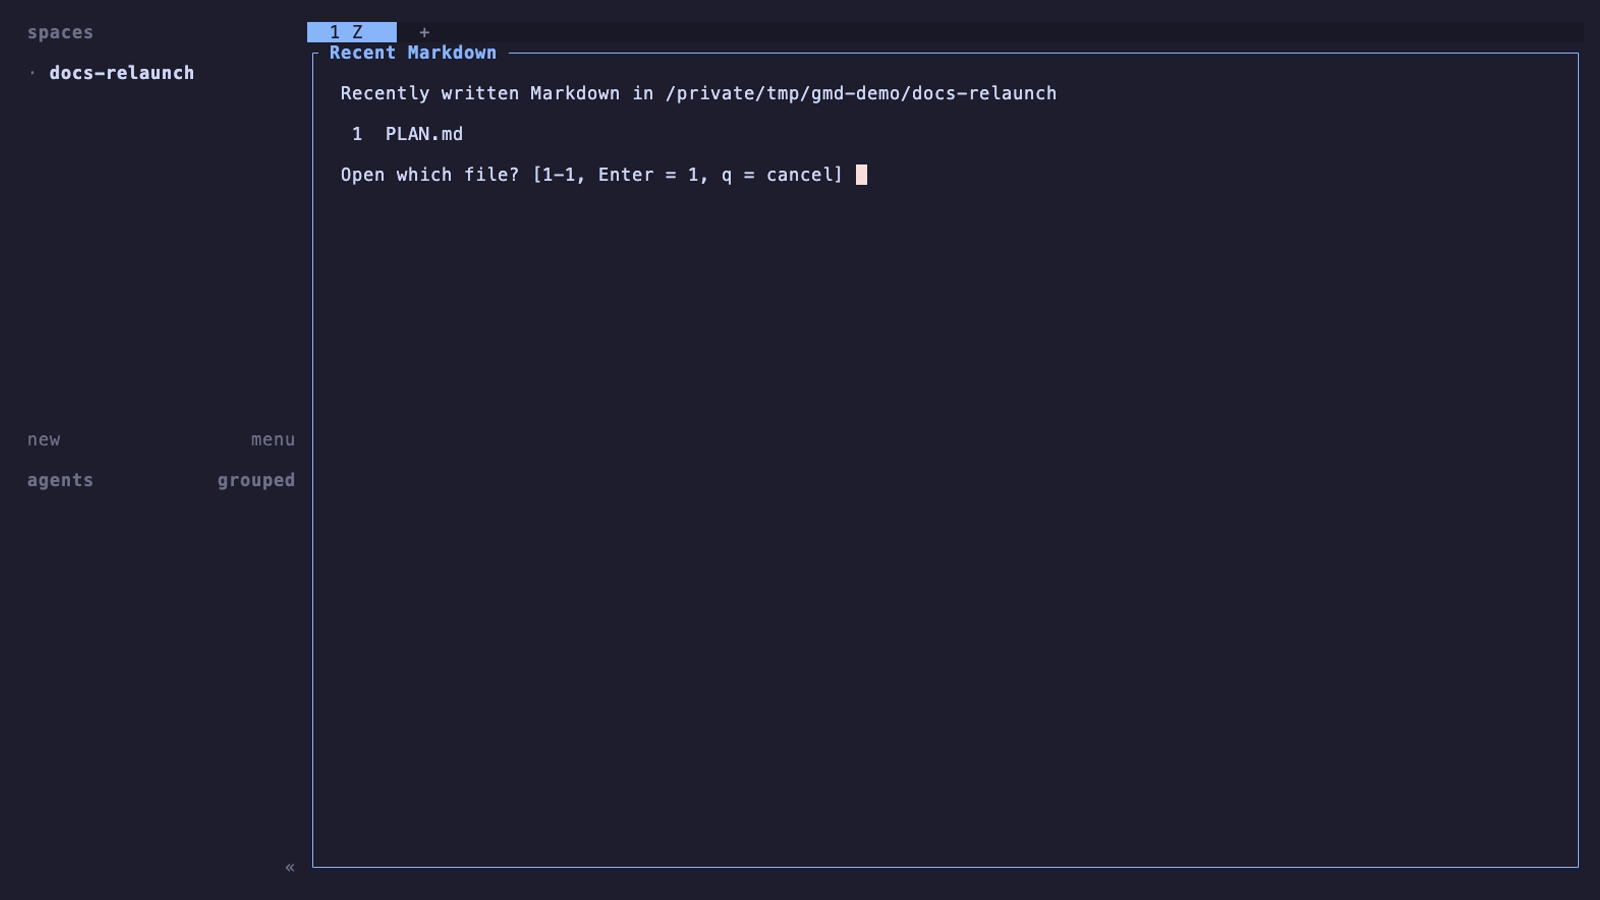 spaces
· docs-relaunch
new menu
agents grouped
«
1 Z +
Recent Markdown
Recently written Markdown in /private/tmp/gmd-demo/docs-relaunch
1 PLAN.md
Open which file? [1-1, Enter = 1, q = cancel]